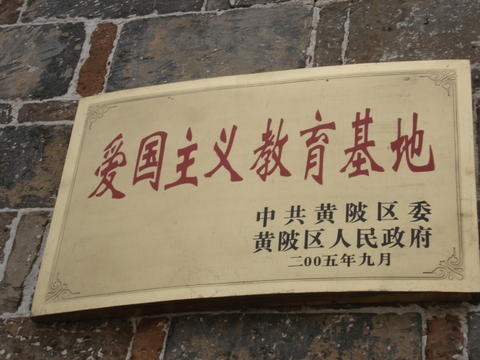 爱国主义教育基地
中共黄陂区委
黄陂区人民政府
二00五年九月